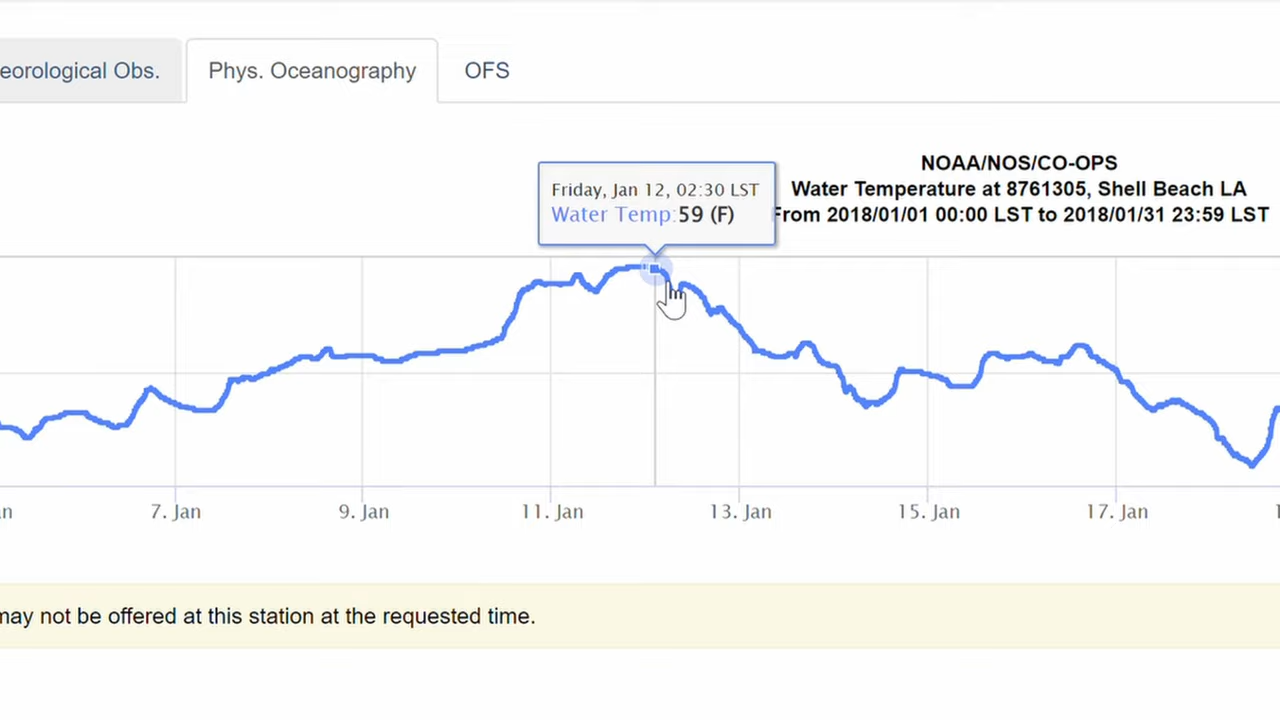 eorological Obs.
Phys. Oceanography
OFS
NOAA/NOS/CO-OPS
Water Temperature at 8761305, Shell Beach LA
From 2018/01/01 00:00 LST to 2018/01/31 23:59 LST
Friday, Jan 12, 02:30 LST
Water Temp: 59 (F)
7. Jan
9. Jan
11. Jan
13. Jan
15. Jan
17. Jan
may not be offered at this station at the requested time.